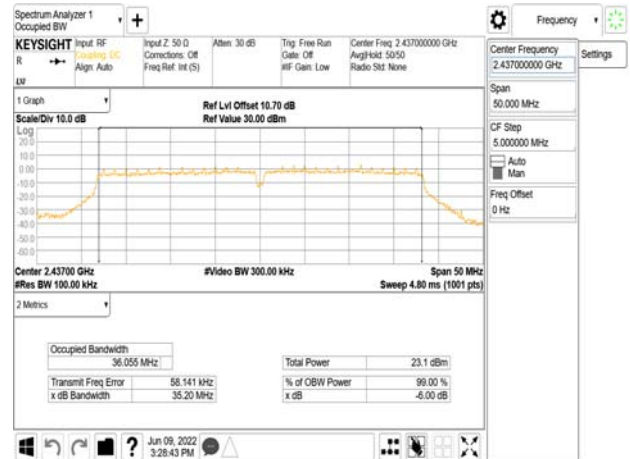 Spectrum Analyzer 1
Occupied BW
Frequency
KEYSIGHT
R
LV
Input: RF
Coupling: DC
Align: Auto
Input Z: 50 Ω
Corrections: Off
Freq Ref: Int (S)
Atten: 30 dB
Trig: Free Run
Gate: Off
#IF Gain: Low
Center Freq: 2.437000000 GHz
Avg|Hold: 50/50
Radio Std: None
Center Frequency
2.437000000 GHz
Settings
Span
50.000 MHz
CF Step
5.000000 MHz
Auto
Man
Freq Offset
0 Hz
1 Graph
Scale/Div 10.0 dB
Ref Lvl Offset 10.70 dB
Ref Value 30.00 dBm
Log
20.0
10.0
0.00
-10.0
-20.0
-30.0
-40.0
-50.0
-60.0
Center 2.43700 GHz
#Res BW 100.00 kHz
#Video BW 300.00 kHz
Span 50 MHz
Sweep 4.80 ms (1001 pts)
2 Metrics
Occupied Bandwidth
36.055 MHz
Total Power
23.1 dBm
Transmit Freq Error
58.141 kHz
% of OBW Power
99.00 %
x dB Bandwidth
35.20 MHz
x dB
-6.00 dB
Jun 09, 2022
3:28:43 PM